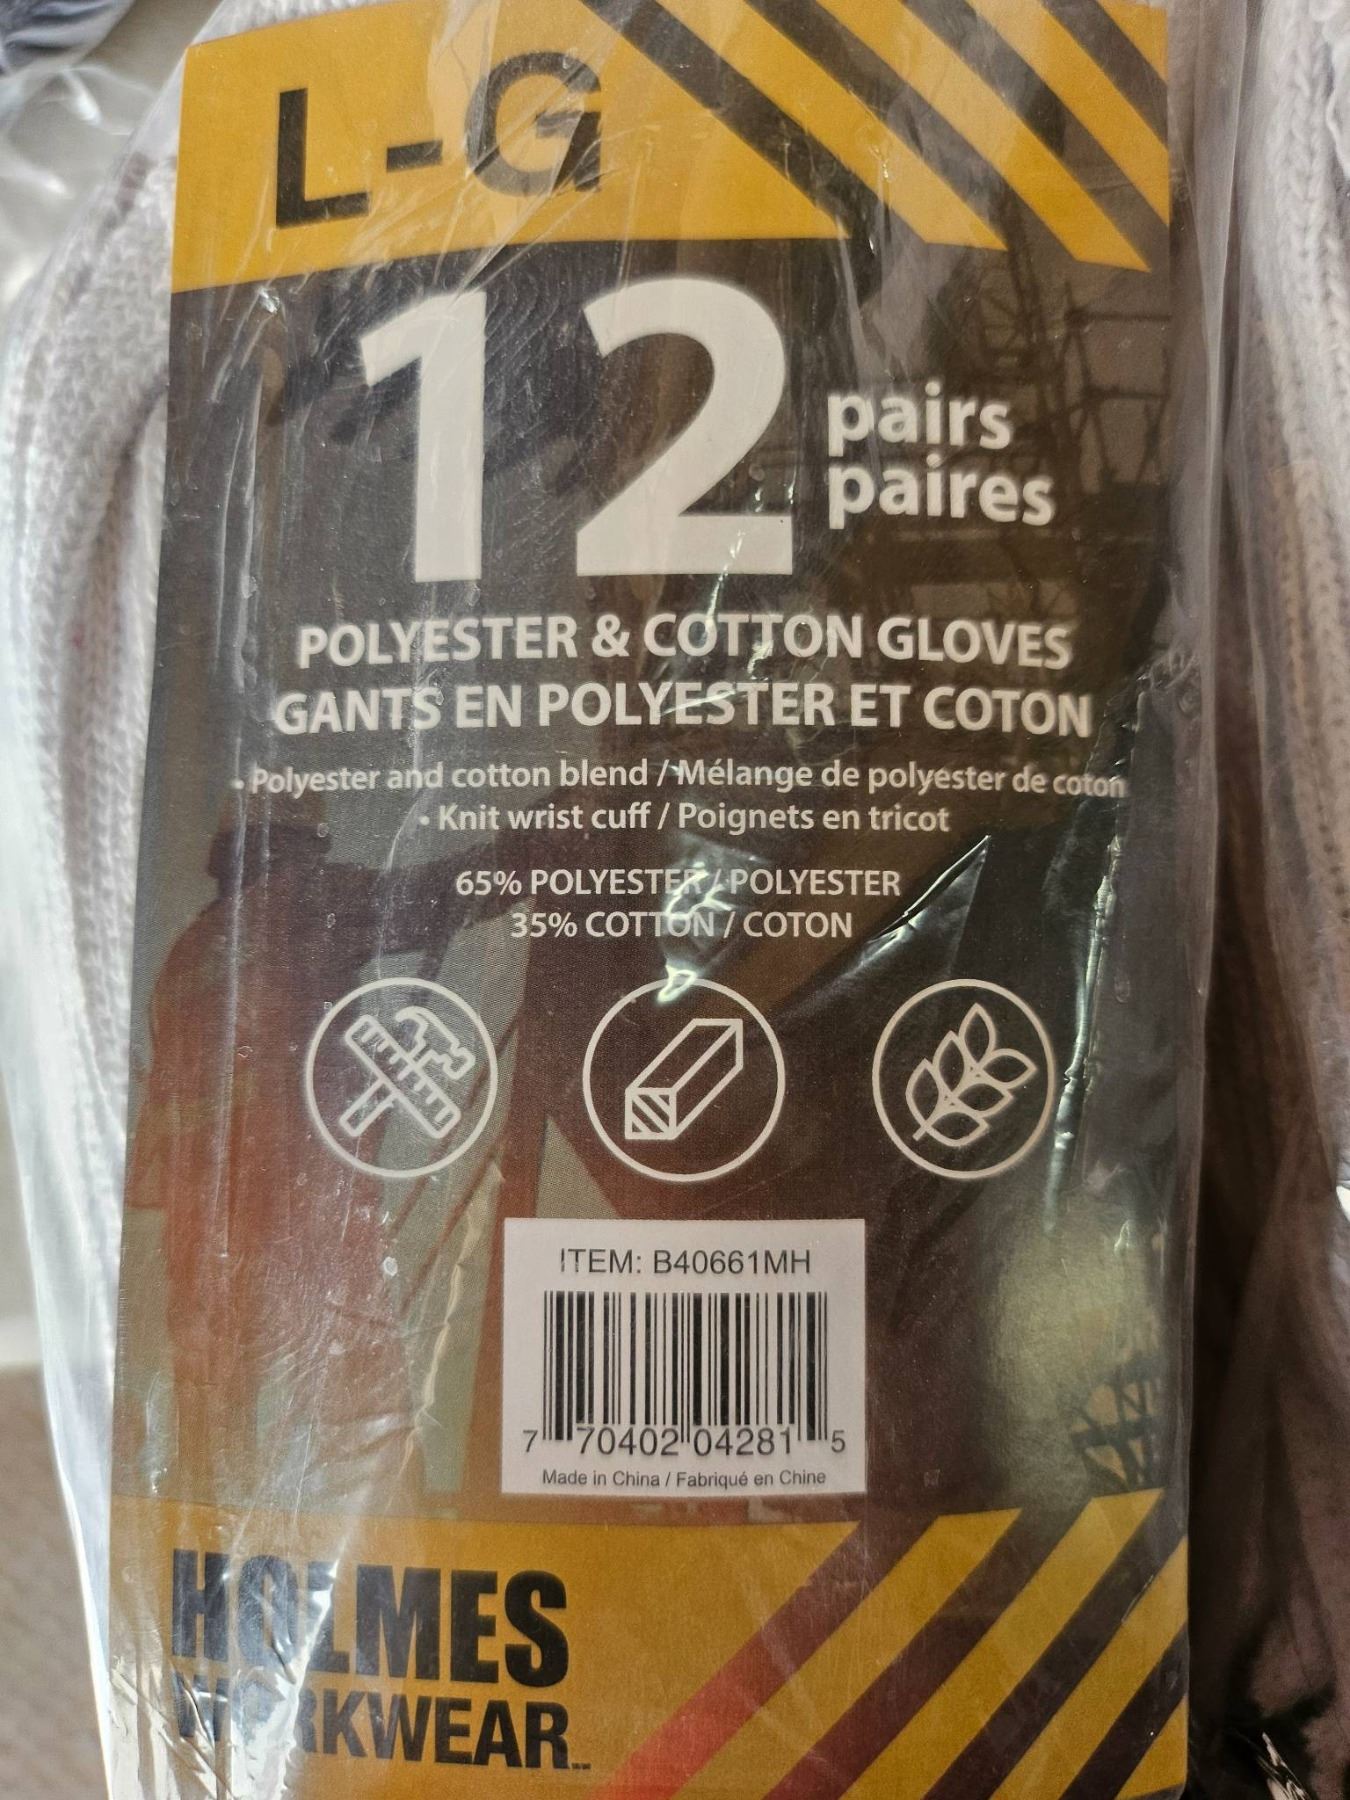 L-G
12
pairs
paires
POLYESTER & COTTON GLOVES
GANTS EN POLYESTER ET COTON
• Polyester and cotton blend / Mélange de polyester de coton
• Knit wrist cuff / Poignets en tricot
65% POLYESTER / POLYESTER
35% COTTON / COTON
ITEM: B40661MH
7 70402 04281 5
Made in China / Fabriqué en Chine
HOLMES
WORKWEAR